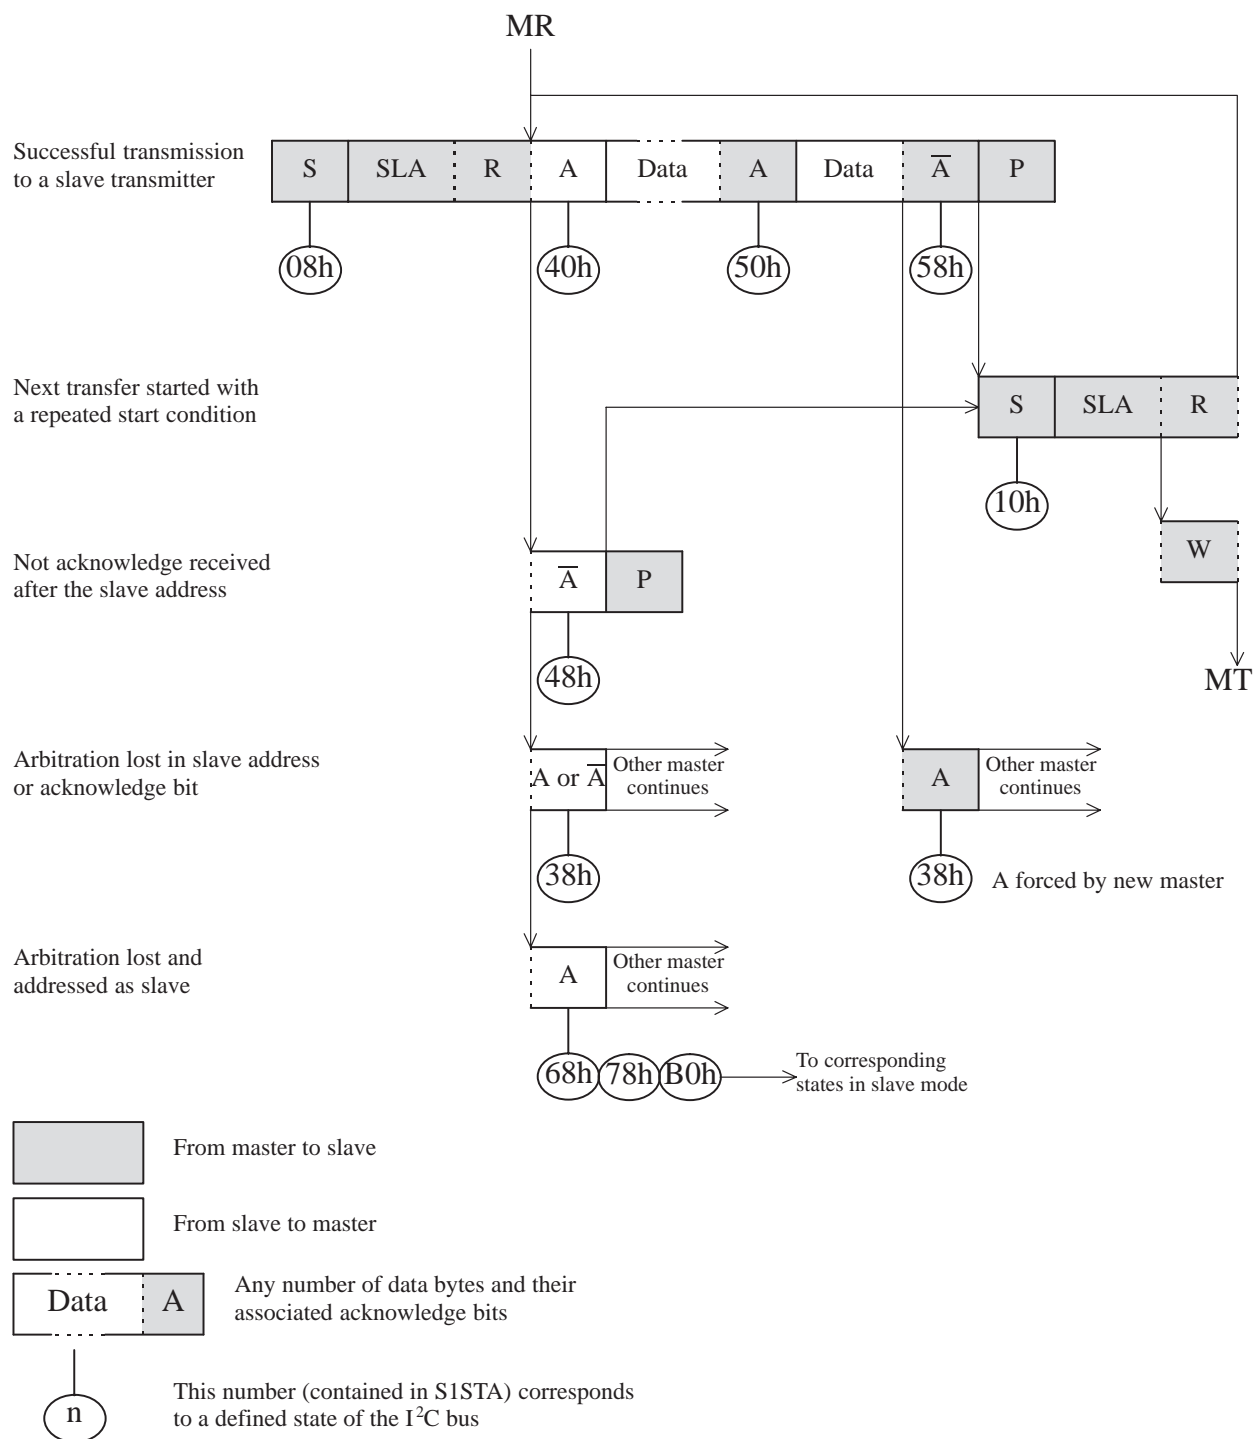 MR
Successful transmission
to a slave transmitter
S SLA R A Data A Data A̅ P
08h 40h 50h 58h
Next transfer started with
a repeated start condition
S SLA R
10h
W
MT
Not acknowledge received
after the slave address
A̅ P
48h
Arbitration lost in slave address
or acknowledge bit
A or A̅
Other master
continues
A
Other master
continues
38h
38h
A forced by new master
Arbitration lost and
addressed as slave
A
Other master
continues
68h 78h B0h
To corresponding
states in slave mode
From master to slave
From slave to master
Data A
Any number of data bytes and their
associated acknowledge bits
n
This number (contained in S1STA) corresponds
to a defined state of the I²C bus